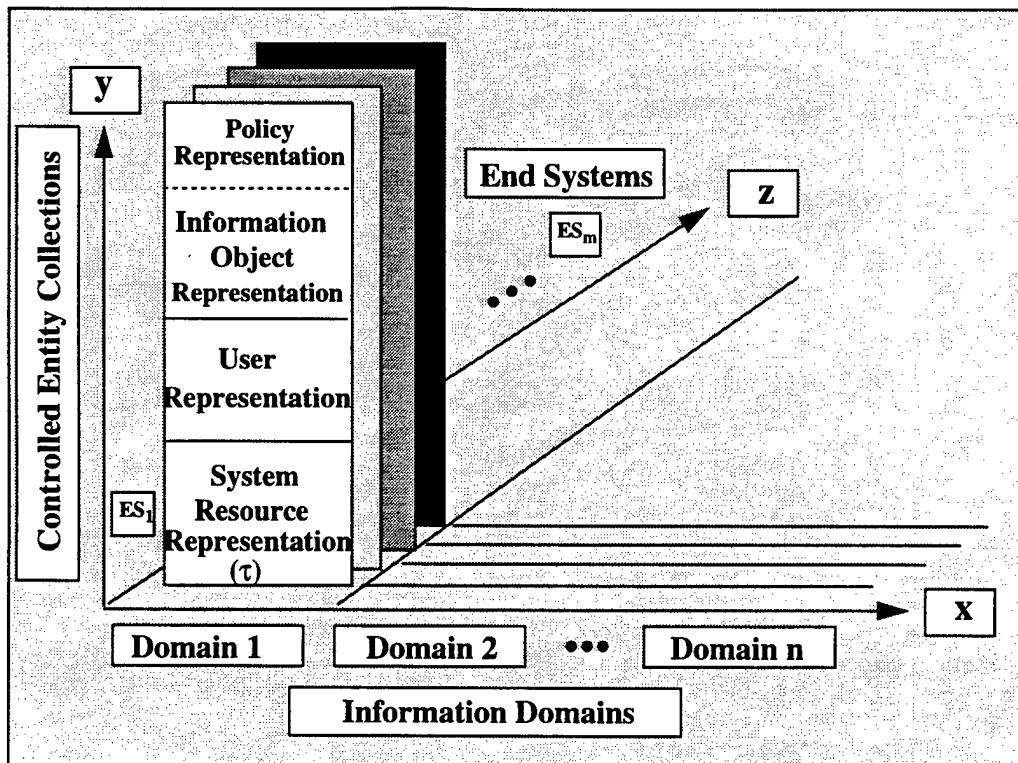 y
Controlled Entity Collections
Policy
Representation
Information
Object
Representation
User
Representation
System
Resource
Representation
(τ)
ES₁
End Systems
ESₘ
z
x
Domain 1
Domain 2
Domain n
Information Domains